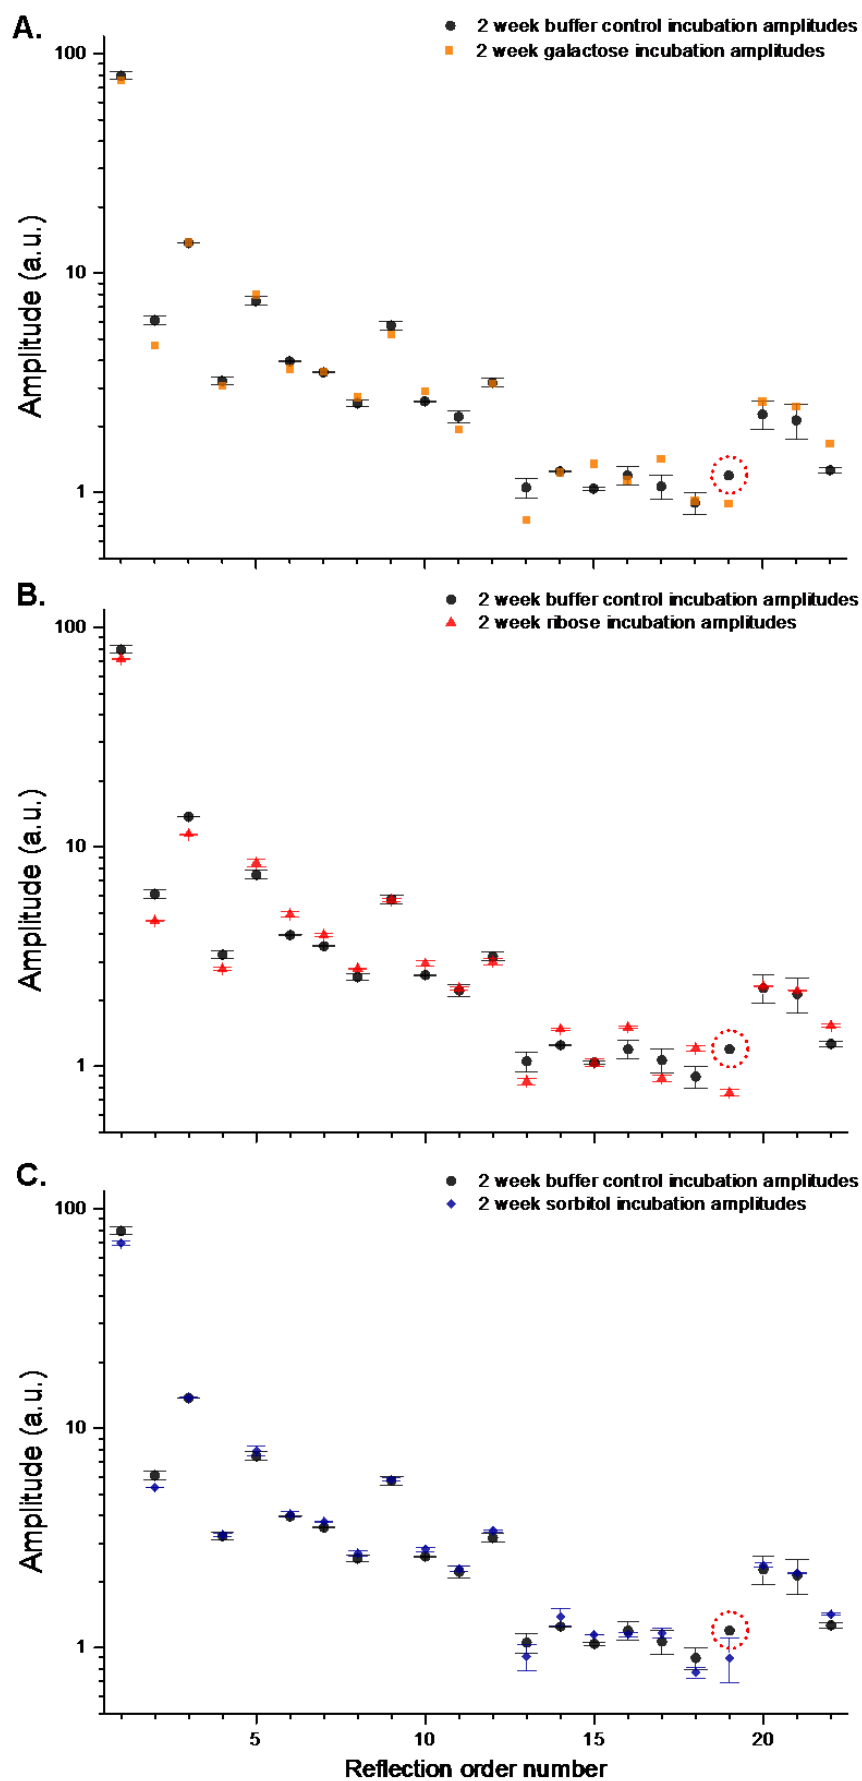 A.
2 week buffer control incubation amplitudes
2 week galactose incubation amplitudes
100
10
1
Amplitude (a.u.)
B.
2 week buffer control incubation amplitudes
2 week ribose incubation amplitudes
100
10
1
Amplitude (a.u.)
C.
2 week buffer control incubation amplitudes
2 week sorbitol incubation amplitudes
100
10
1
Amplitude (a.u.)
5 10 15 20
Reflection order number